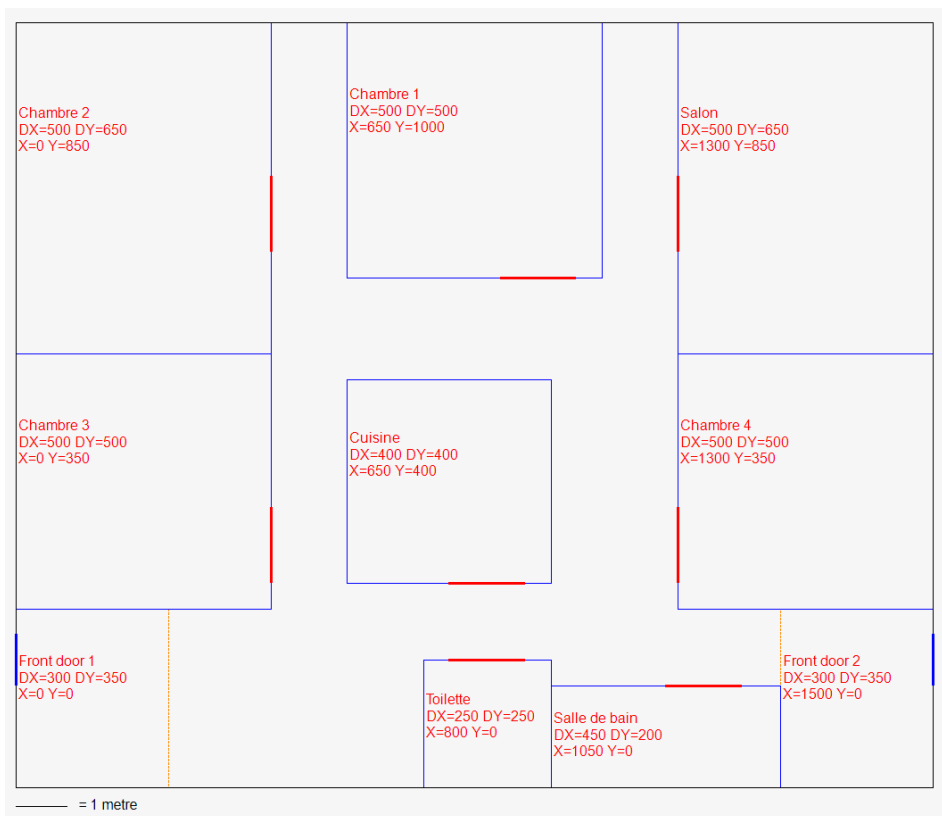 Chambre 2
DX=500 DY=650
X=0 Y=850
Chambre 1
DX=500 DY=500
X=650 Y=1000
Salon
DX=500 DY=650
X=1300 Y=850
Chambre 3
DX=500 DY=500
X=0 Y=350
Cuisine
DX=400 DY=400
X=650 Y=400
Chambre 4
DX=500 DY=500
X=1300 Y=350
Front door 1
DX=300 DY=350
X=0 Y=0
Toilette
DX=250 DY=250
X=800 Y=0
Salle de bain
DX=450 DY=200
X=1050 Y=0
Front door 2
DX=300 DY=350
X=1500 Y=0
= 1 metre